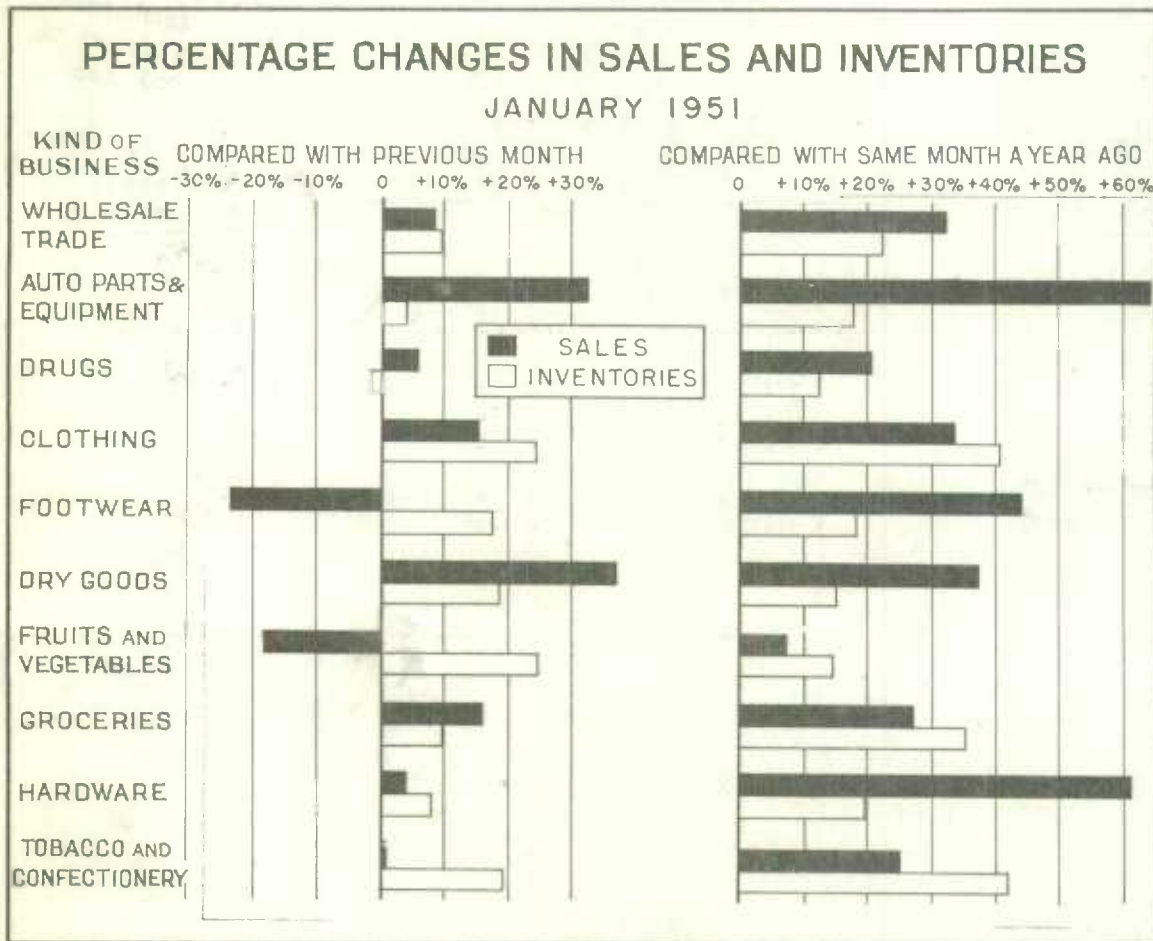 PERCENTAGE CHANGES IN SALES AND INVENTORIES
JANUARY 1951
KIND OF
BUSINESS
COMPARED WITH PREVIOUS MONTH
-30% -20% -10% 0 +10% +20% +30%
COMPARED WITH SAME MONTH A YEAR AGO
0 +10% +20% +30% +40% +50% +60%
WHOLESALE
TRADE
AUTO PARTS &
EQUIPMENT
DRUGS
CLOTHING
FOOTWEAR
DRY GOODS
FRUITS AND
VEGETABLES
GROCERIES
HARDWARE
TOBACCO AND
CONFECTIONERY
SALES
INVENTORIES